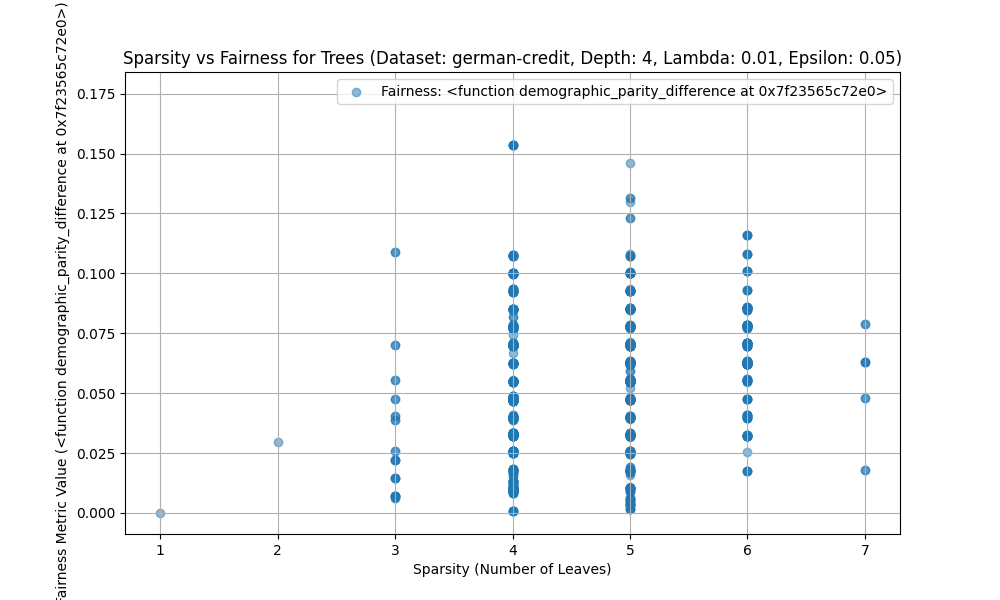 Sparsity vs Fairness for Trees (Dataset: german-credit, Depth: 4, Lambda: 0.01, Epsilon: 0.05)
Fairness: <function demographic_parity_difference at 0x7f23565c72e0>
airness Metric Value (<function demographic_parity_difference at 0x7f23565c72e0>)
0.175
0.150
0.125
0.100
0.075
0.050
0.025
0.000
1 2 3 4 5 6 7
Sparsity (Number of Leaves)